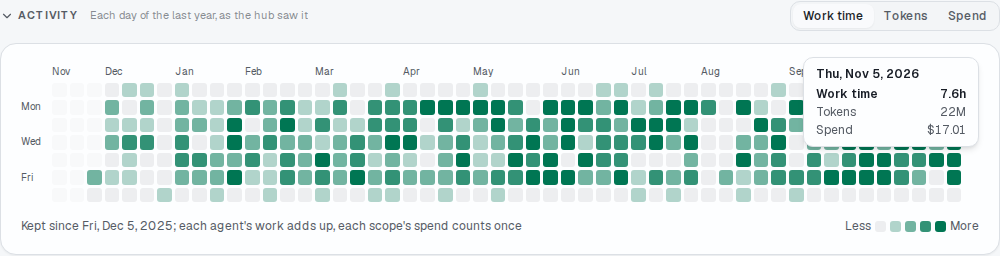 ACTIVITY Each day of the last year, as the hub saw it
Work time Tokens Spend
Nov Dec Jan Feb Mar Apr May Jun Jul Aug Sep
Thu, Nov 5, 2026
Work time 7.6h
Tokens 22M
Spend $17.01
Mon
Wed
Fri
Kept since Fri, Dec 5, 2025; each agent's work adds up, each scope's spend counts once
Less More